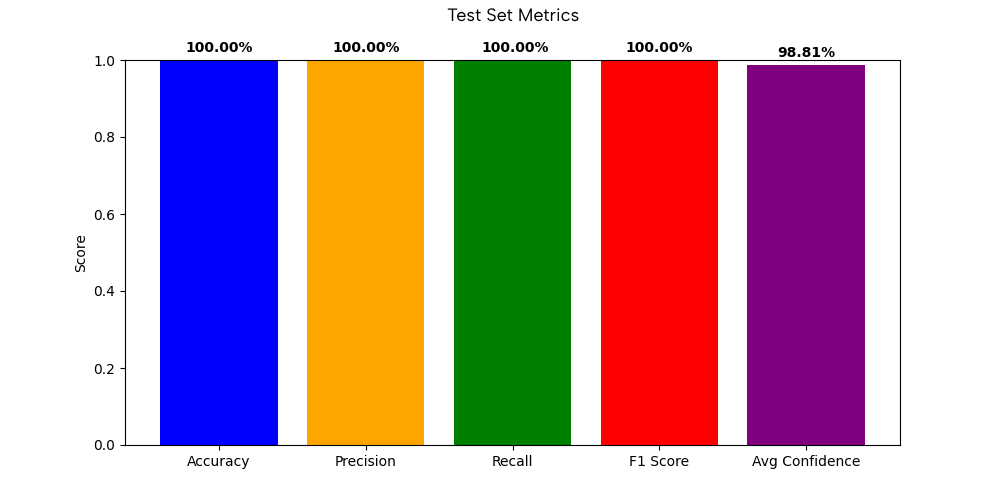 Test Set Metrics
100.00% 100.00% 100.00% 100.00% 98.81%
1.0
0.8
0.6
0.4
0.2
0.0
Score
Accuracy Precision Recall F1 Score Avg Confidence